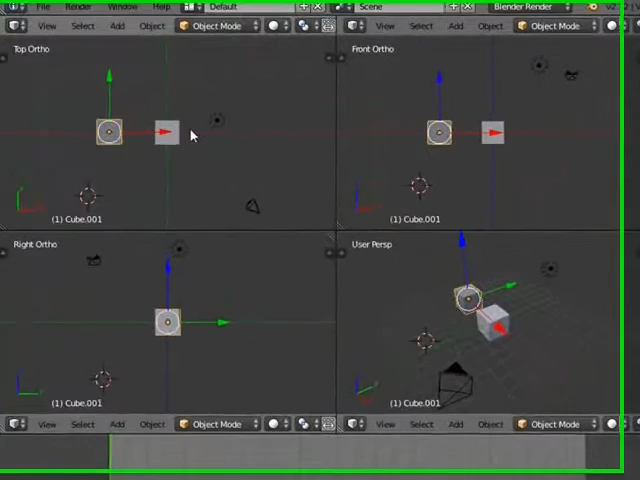 File Render Window Help Default Scene Blender Render
View Select Add Object Object Mode View Select Add Object Object Mode
Top Ortho Front Ortho
(1) Cube.001 (1) Cube.001
Right Ortho User Persp
(1) Cube.001 (1) Cube.001
View Select Add Object Object Mode View Select Add Object Object Mode